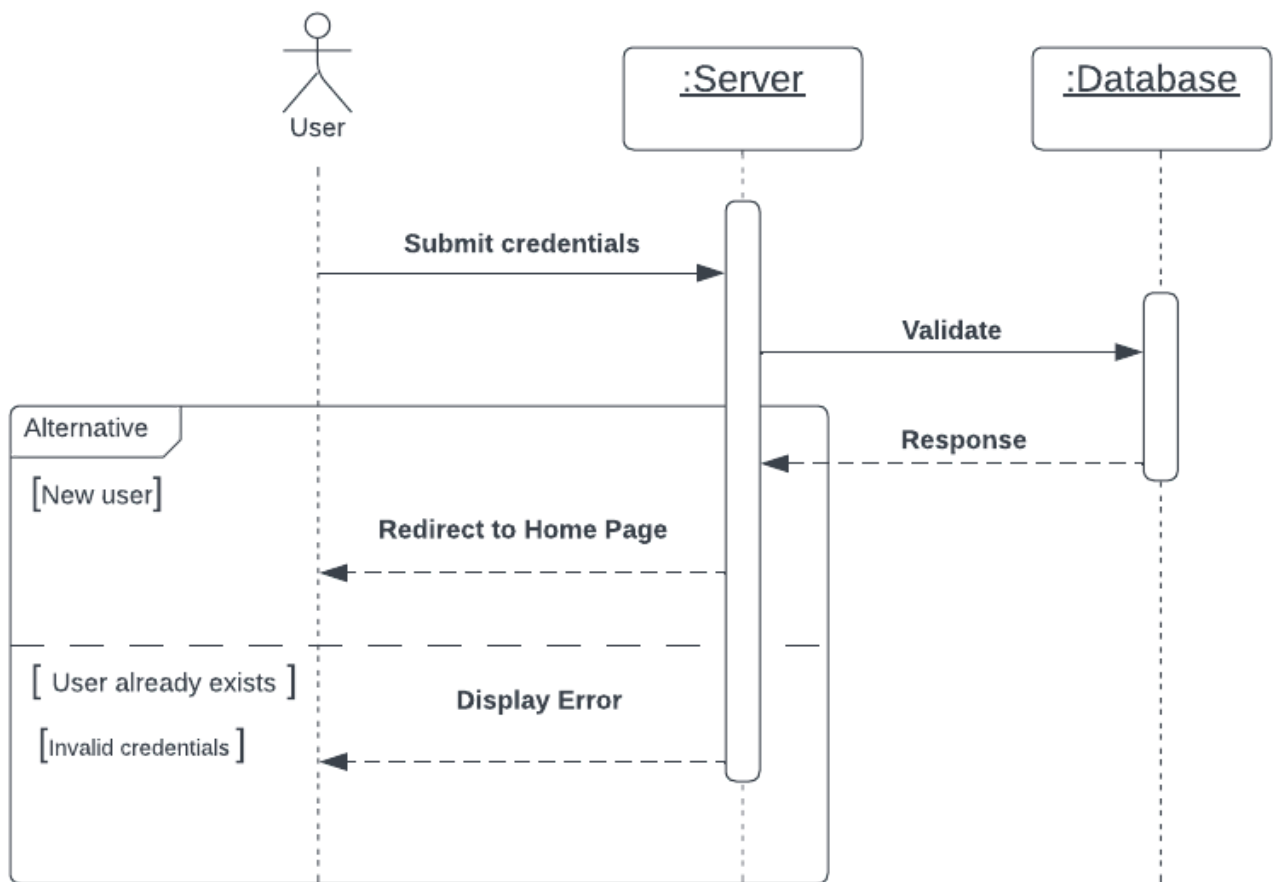 User
:Server
:Database
Submit credentials
Validate
Alternative
Response
[New user]
Redirect to Home Page
[ User already exists ]
Display Error
[Invalid credentials ]